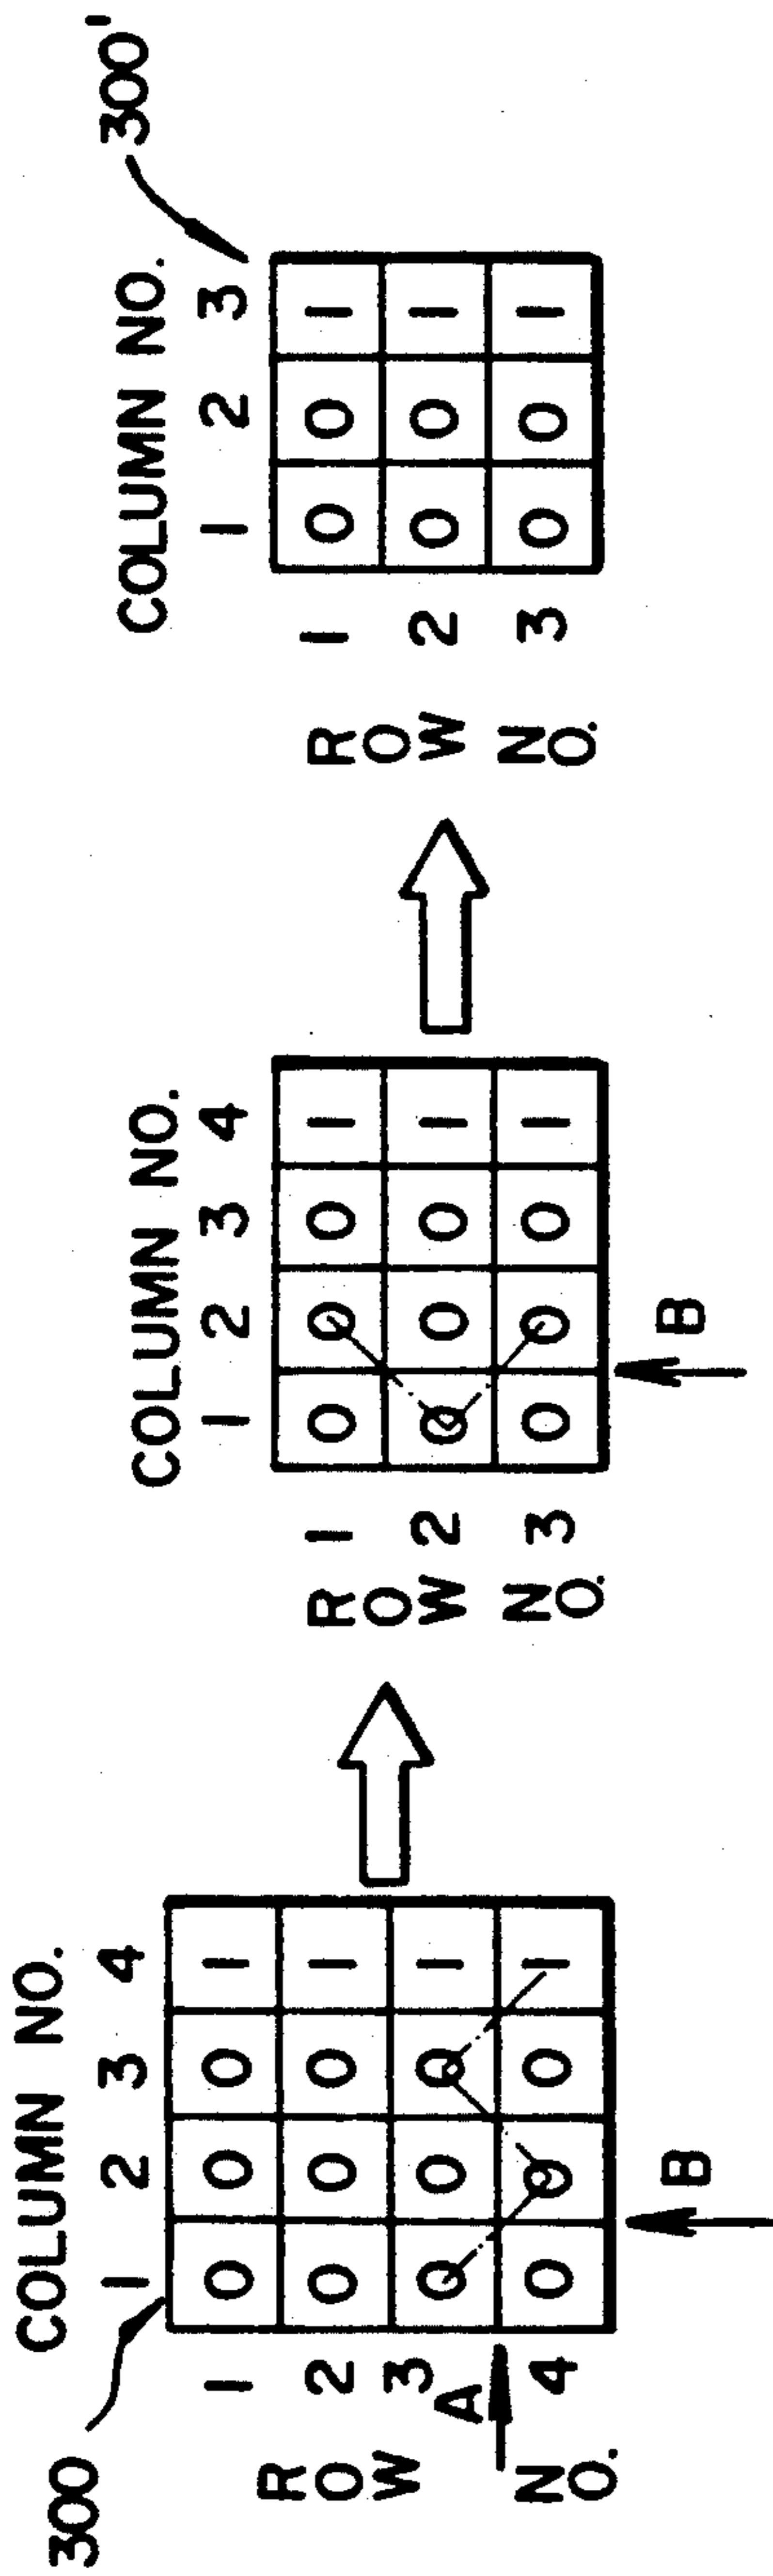 300
COLUMN NO.
1 2 3 4
ROW NO.
1 0 0 0 1
2 0 0 0 1
3 0 0 0 1
A
4 0 0 0 1
B
COLUMN NO.
1 2 3 4
ROW NO.
1 0 0 0 1
2 0 0 0 1
3 0 0 0 1
B
300'
COLUMN NO.
1 2 3
ROW NO.
1 0 0 1
2 0 0 1
3 0 0 1